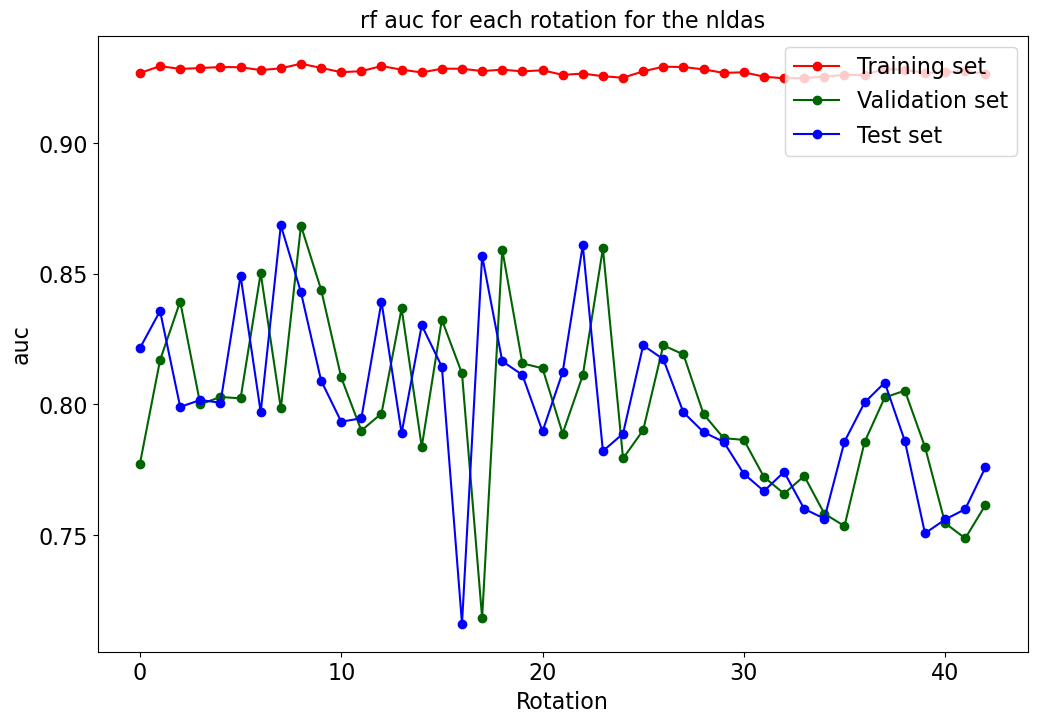 rf auc for each rotation for the nldas
Training set
Validation set
Test set
0.90
0.85
0.80
0.75
auc
0 10 20 30 40
Rotation